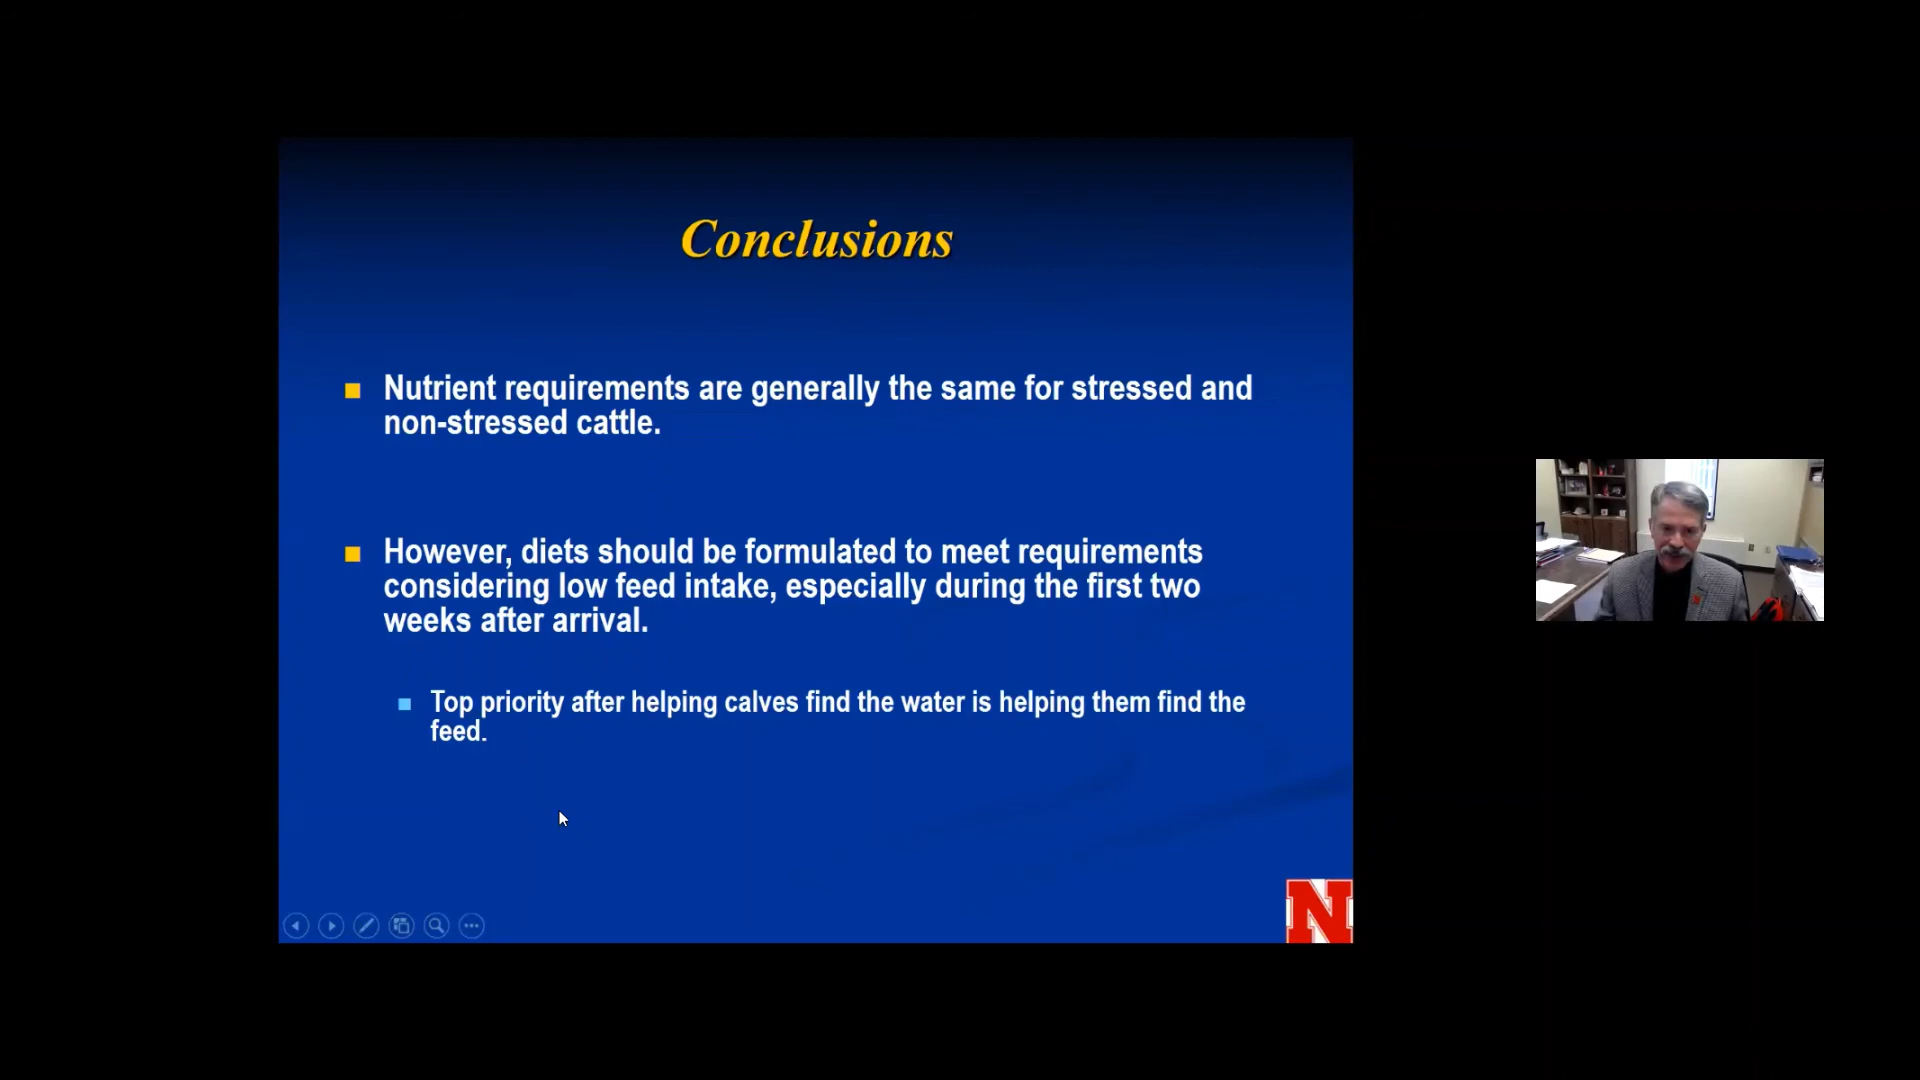 Conclusions
Nutrient requirements are generally the same for stressed and
non-stressed cattle.
However, diets should be formulated to meet requirements
considering low feed intake, especially during the first two
weeks after arrival.
Top priority after helping calves find the water is helping them find the
feed.
N